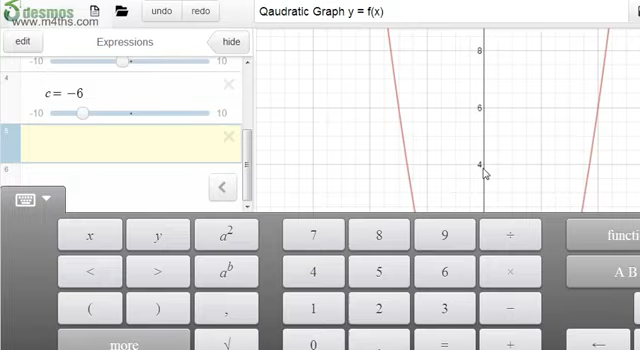 desmos
www.m4ths.com
undo
redo
Qaudratic Graph y = f(x)
edit
Expressions
hide
-10
10
4
c = −6
-10
10
5
6
8
6
4
x
y
a²
7
8
9
÷
functi
<
>
aᵇ
4
5
6
×
A B
(
)
,
1
2
3
−
more
√
0
.
=
+
←